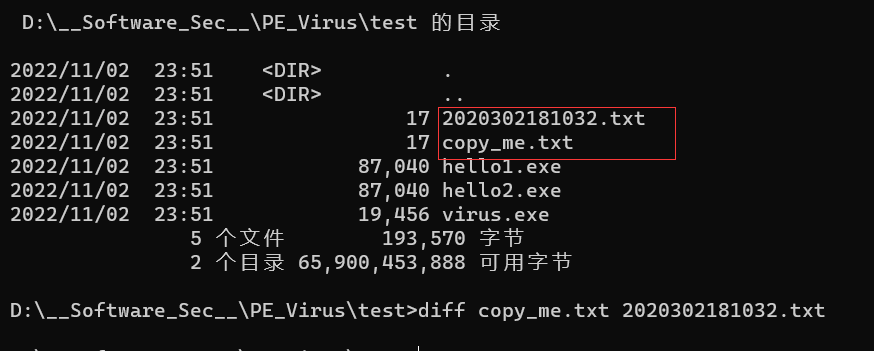 D:\__Software_Sec__\PE_Virus\test 的目录
2022/11/02  23:51    <DIR>          .
2022/11/02  23:51    <DIR>          ..
2022/11/02  23:51                17 2020302181032.txt
2022/11/02  23:51                17 copy_me.txt
2022/11/02  23:51            87,040 hello1.exe
2022/11/02  23:51            87,040 hello2.exe
2022/11/02  23:51            19,456 virus.exe
               5 个文件        193,570 字节
               2 个目录 65,900,453,888 可用字节
D:\__Software_Sec__\PE_Virus\test>diff copy_me.txt 2020302181032.txt